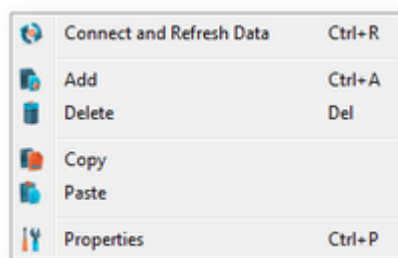 Connect and Refresh Data Ctrl+R
Add Ctrl+A
Delete Del
Copy
Paste
Properties Ctrl+P